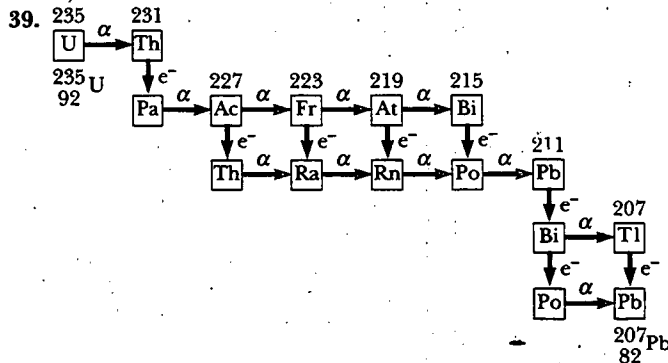 39. 235 231
U α Th
235 U e⁻ 227 223 219 215
92
Pa α Ac α Fr α At α Bi
e⁻ e⁻ e⁻ e⁻ 211
Th α Ra α Rn α Po α Pb
e⁻ 207
Bi α Tl
e⁻ e⁻
Po α Pb
207 Pb
82